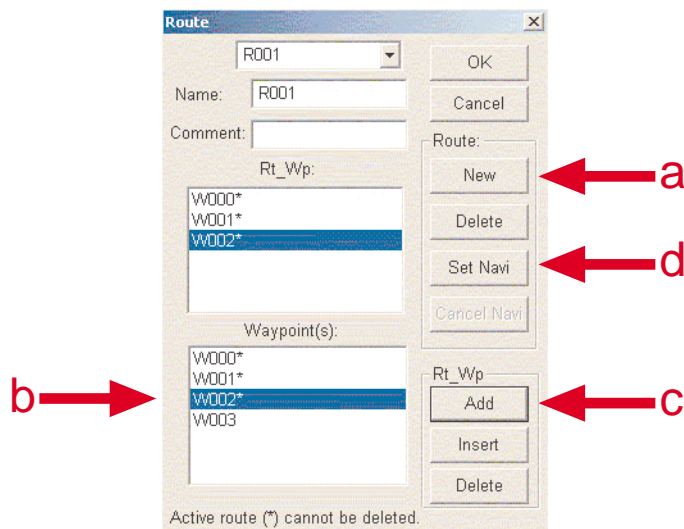 Route
R001
OK
Name: R001
Cancel
Comment:
Route:
Rt_Wp:
New
a
W000*
W001*
W002*
Delete
Set Navi
d
Cancel Navi
Waypoint(s):
W000*
W001*
W002*
W003
b
Rt_Wp
Add
c
Insert
Delete
Active route (*) cannot be deleted.